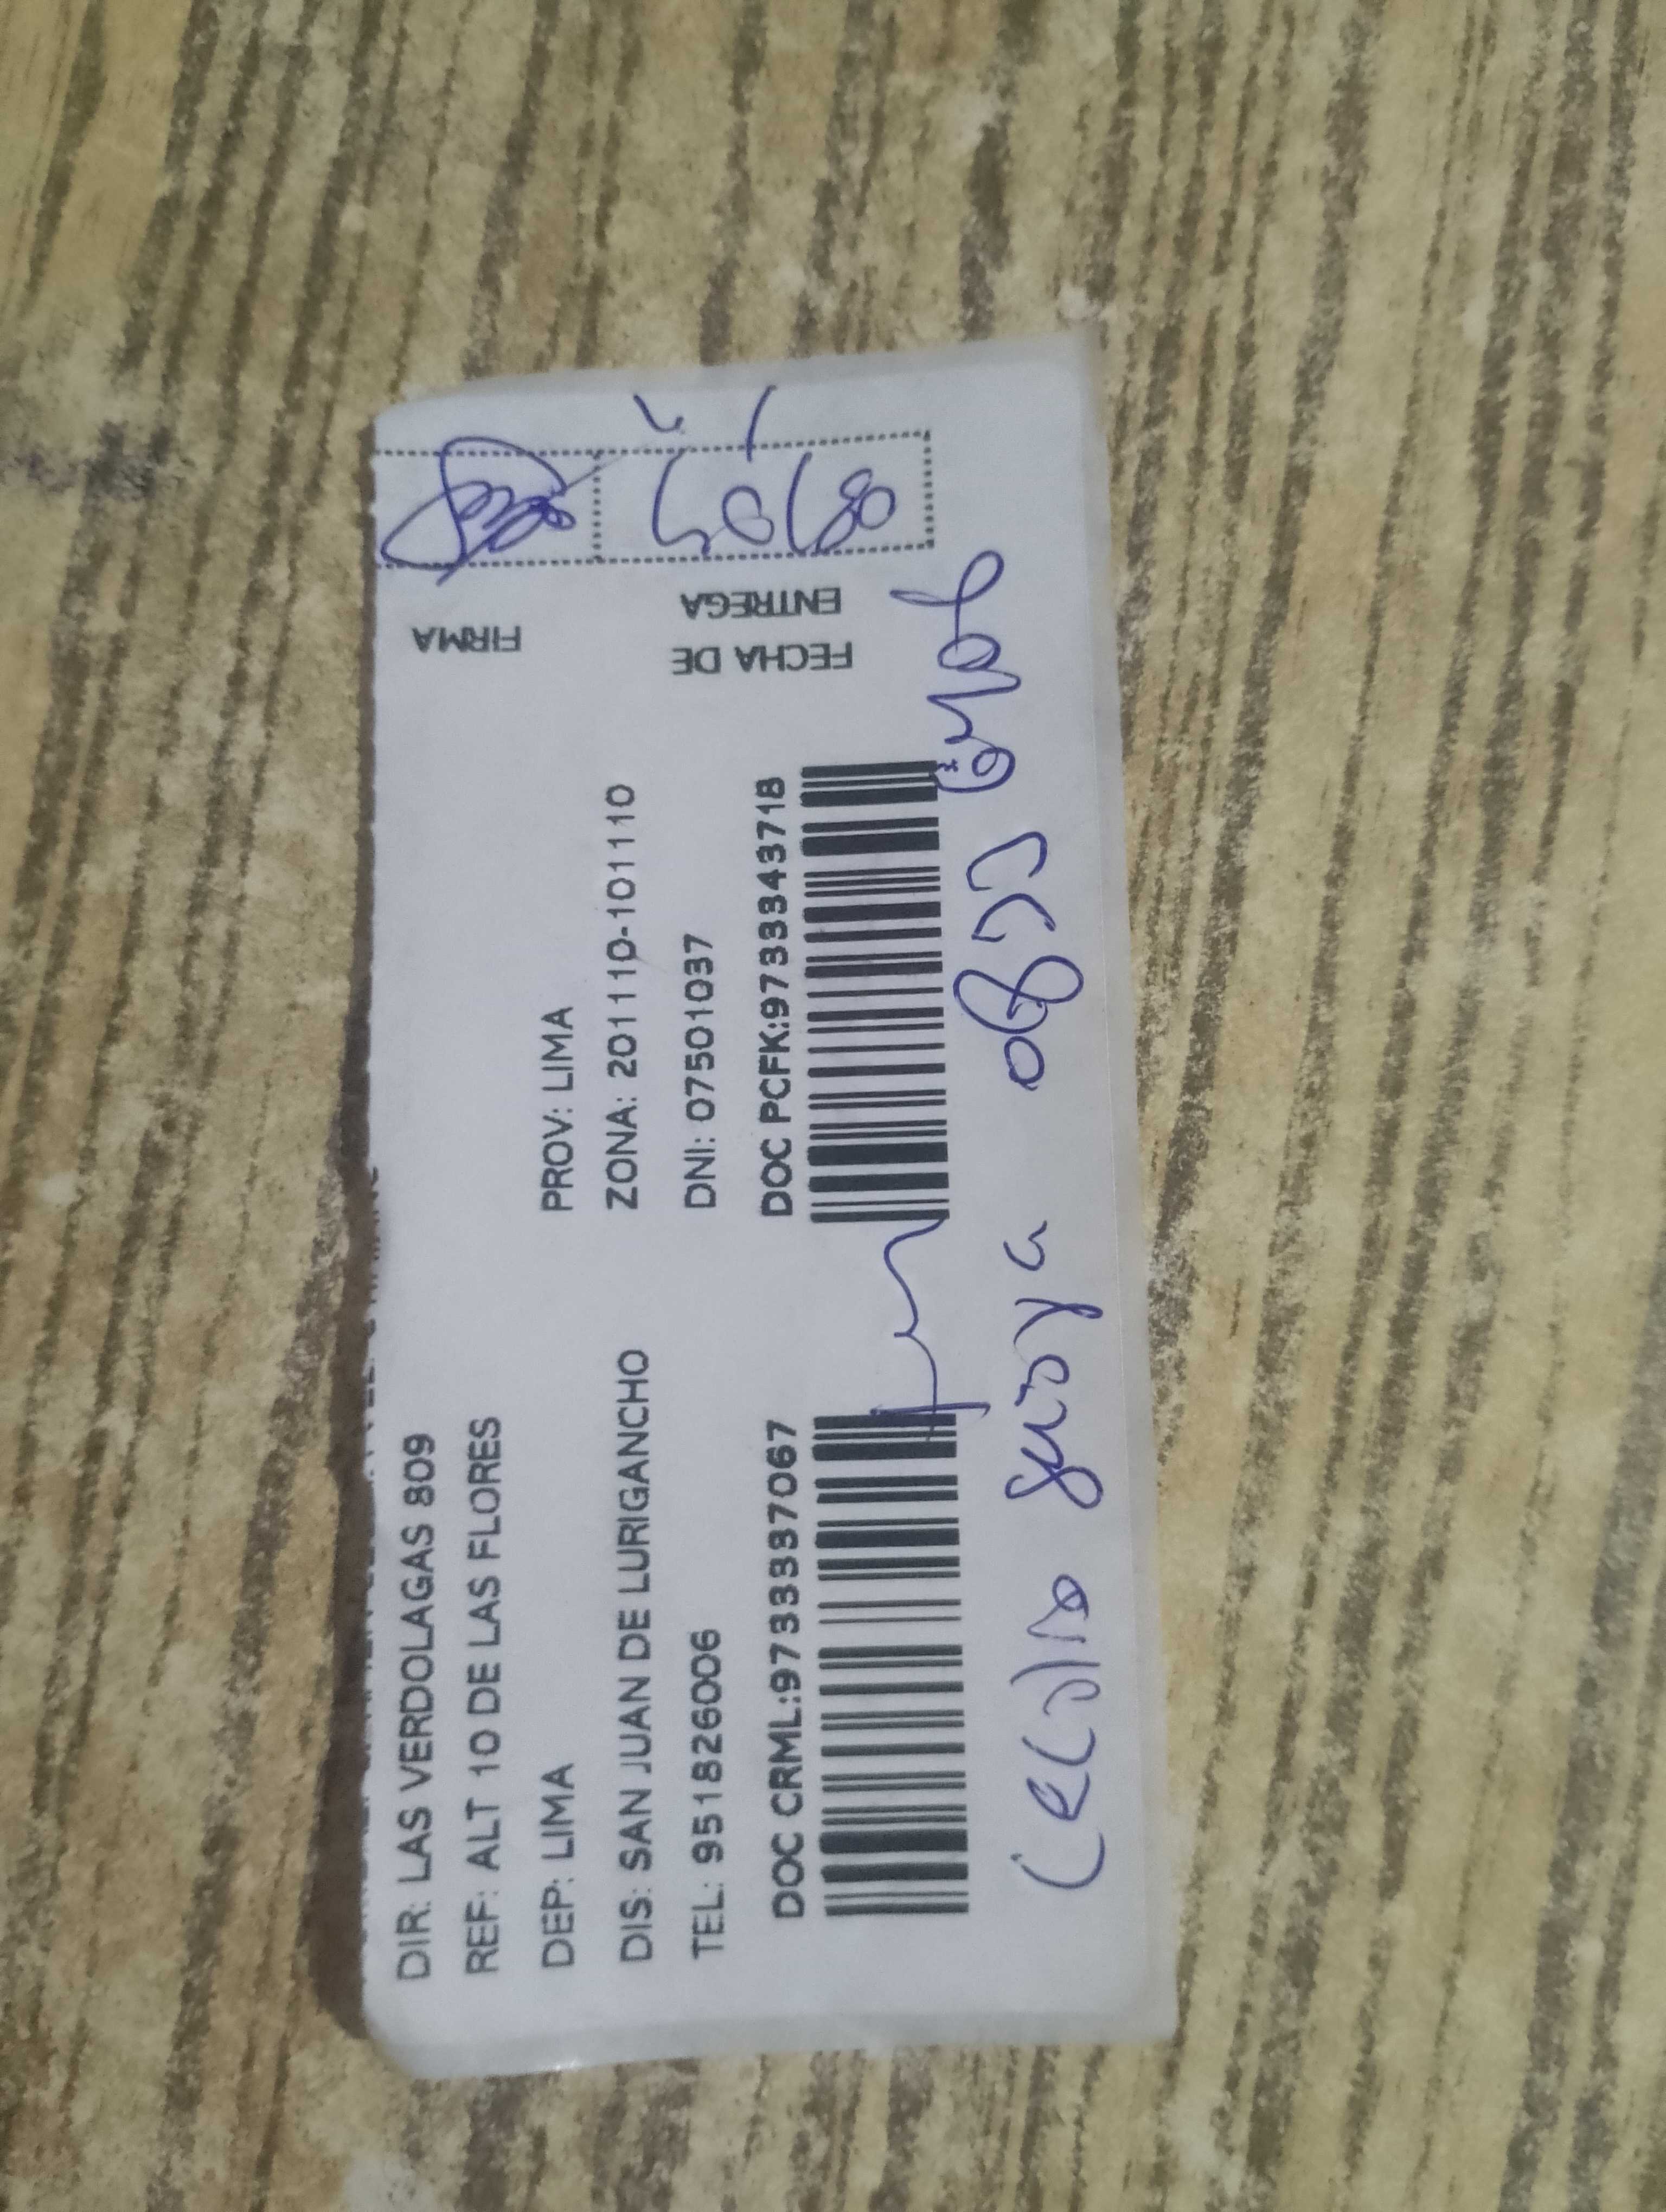 DIR: LAS VERDOLAGAS 809
REF: ALT 10 DE LAS FLORES
DEP: LIMA PROV: LIMA
DIS: SAN JUAN DE LURIGANCHO ZONA: 201110-101110
TEL: 951826006 DNI: 07501037
DOC CRML:9733337067 DOC PCFK:9733343718
FIRMA
FECHA DE
ENTREGA